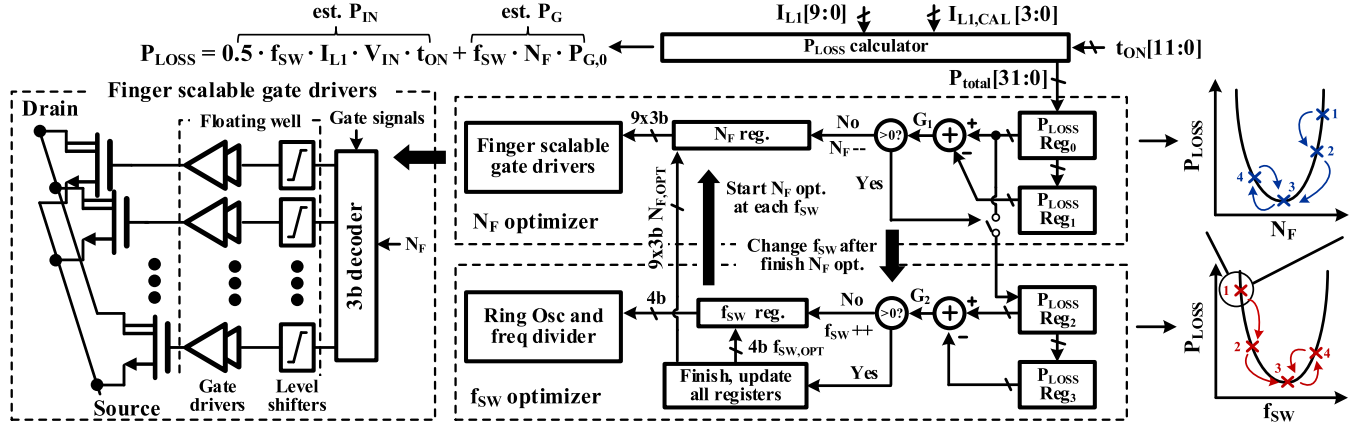 est. P_IN
est. P_G
P_LOSS = 0.5 · f_SW · I_L1 · V_IN · t_ON + f_SW · N_F · P_G,0
I_L1[9:0]
I_L1,CAL [3:0]
P_LOSS calculator
t_ON[11:0]
P_total[31:0]
Finger scalable gate drivers
Drain
Floating well
Gate signals
3b decoder
N_F
Gate
drivers
Level
shifters
Source
Finger scalable
gate drivers
9x3b
N_F reg.
No
N_F --
>0?
G_1
+
+
-
P_LOSS
Reg_0
P_LOSS
Reg_1
Yes
N_F optimizer
9x3b N_F,OPT
Start N_F opt.
at each f_SW
Change f_SW after
finish N_F opt.
Ring Osc and
freq divider
4b
f_SW reg.
No
f_SW++
>0?
G_2
+
+
-
P_LOSS
Reg_2
P_LOSS
Reg_3
4b f_SW,OPT
Yes
Finish, update
all registers
f_SW optimizer
P_LOSS
1
2
3
4
N_F
P_LOSS
1
2
3
4
f_SW